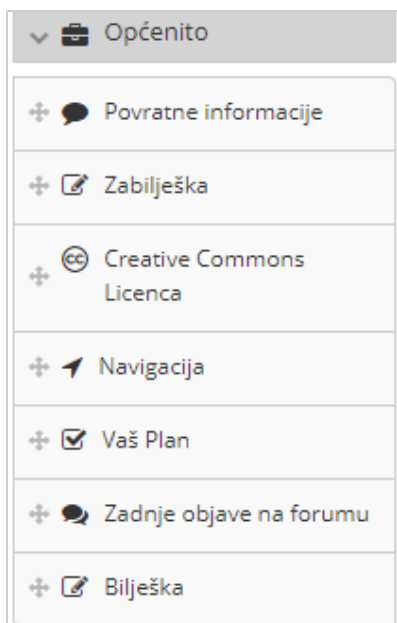 Općenito
Povratne informacije
Zabilješka
Creative Commons
Licenca
Navigacija
Vaš Plan
Zadnje objave na forumu
Bilješka